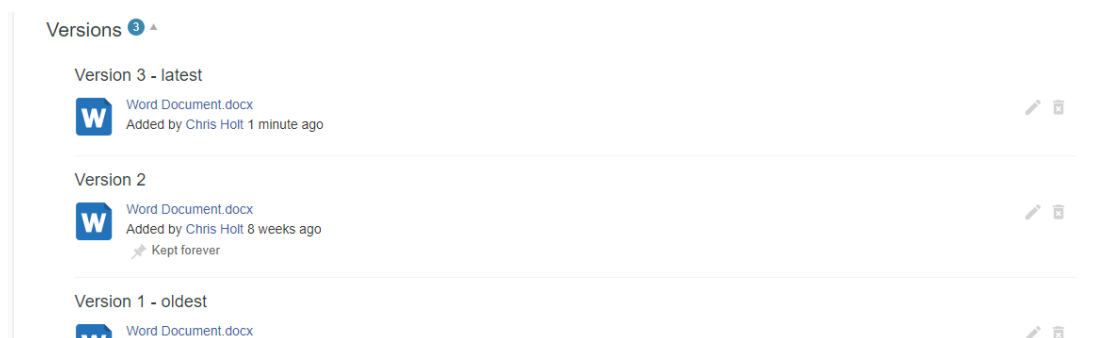 Versions 3
Version 3 - latest
W
Word Document.docx
Added by Chris Holt 1 minute ago
Version 2
W
Word Document.docx
Added by Chris Holt 8 weeks ago
Kept forever
Version 1 - oldest
W
Word Document.docx